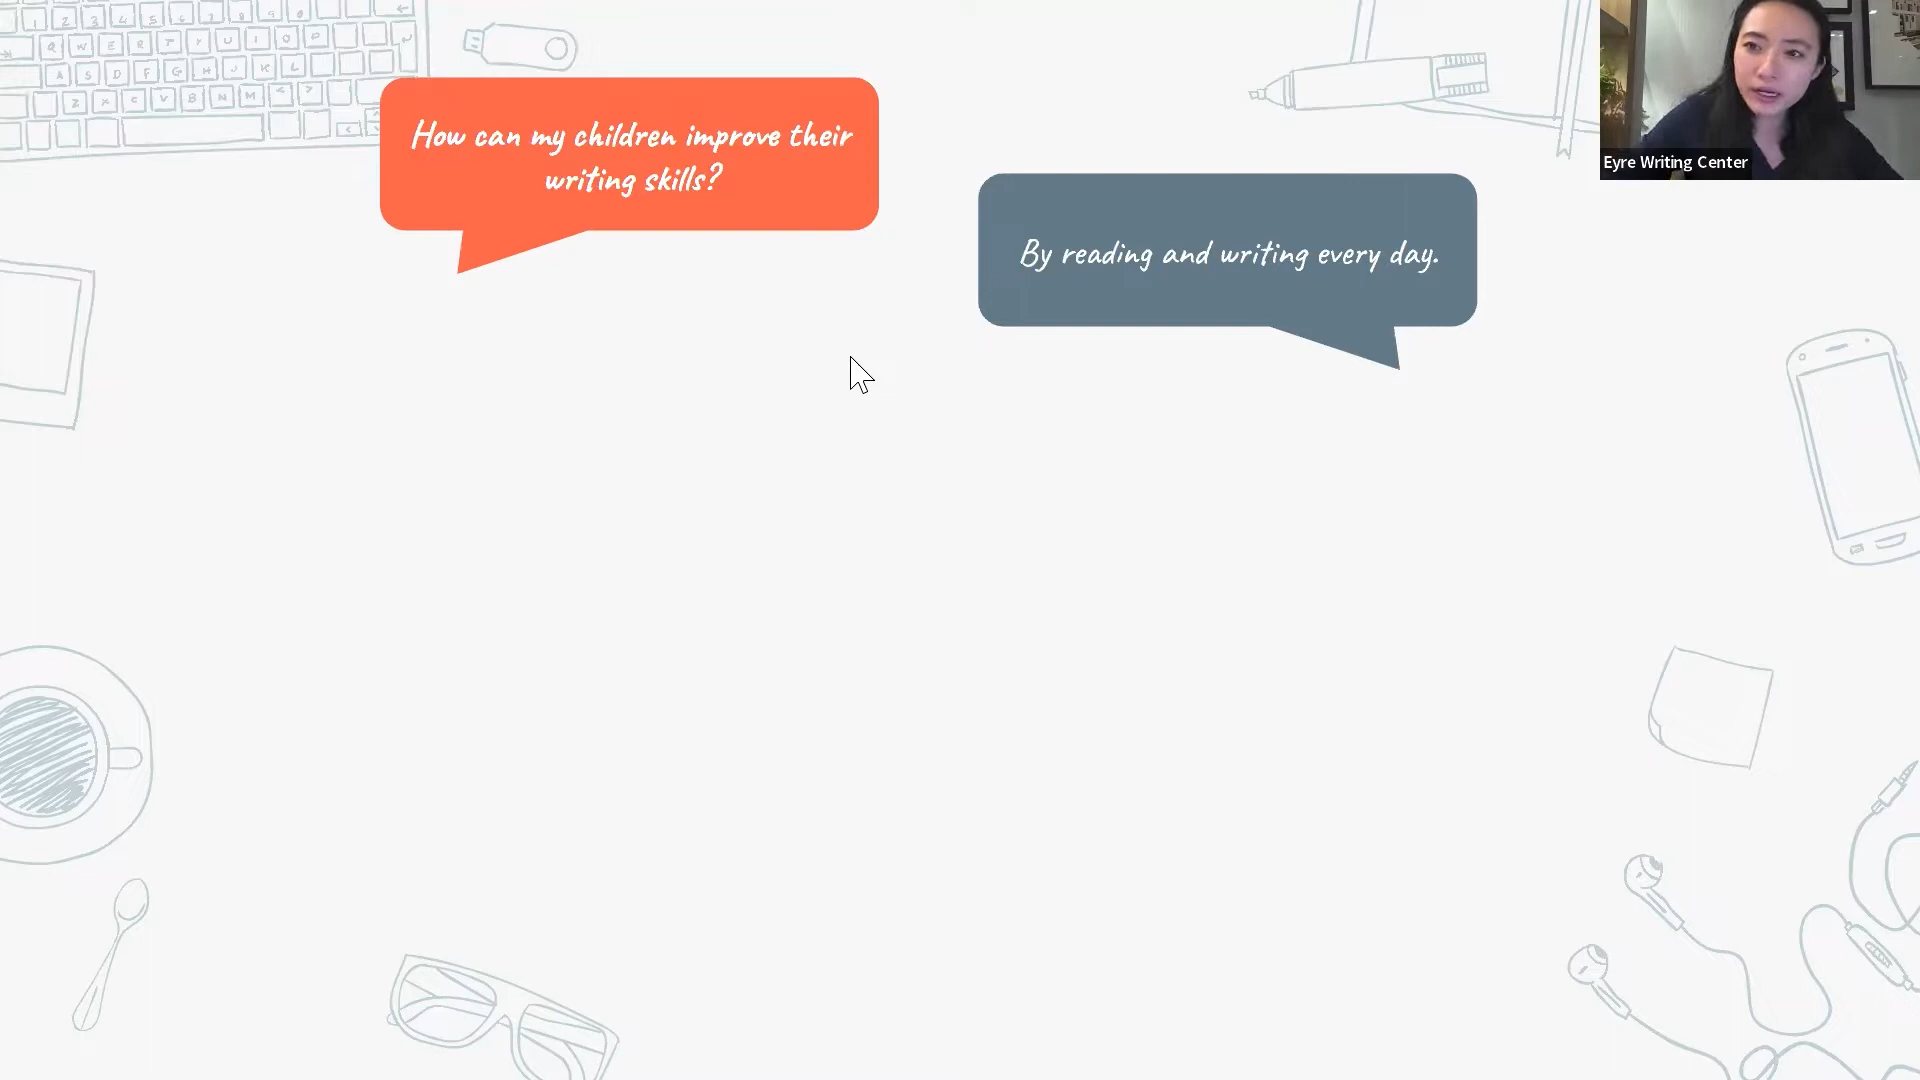 How can my children improve their
writing skills?
By reading and writing every day.
Eyre Writing Center